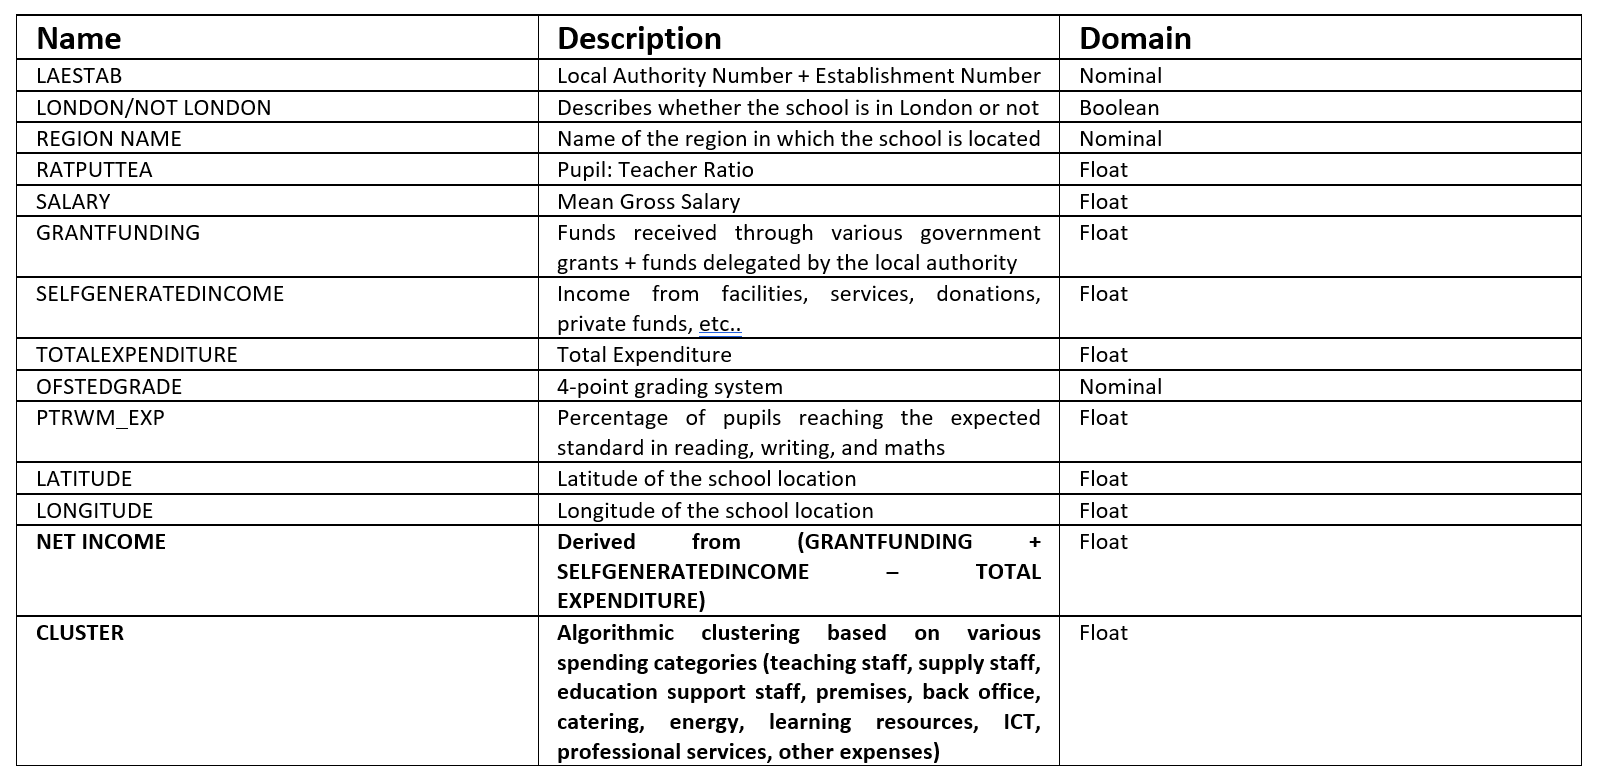 Name Description Domain
LAESTAB Local Authority Number + Establishment Number Nominal
LONDON/NOT LONDON Describes whether the school is in London or not Boolean
REGION NAME Name of the region in which the school is located Nominal
RATPUTTEA Pupil: Teacher Ratio Float
SALARY Mean Gross Salary Float
GRANTFUNDING Funds received through various government Float
grants + funds delegated by the local authority
SELFGENERATEDINCOME Income from facilities, services, donations, Float
private funds, etc..
TOTALEXPENDITURE Total Expenditure Float
OFSTEDGRADE 4-point grading system Nominal
PTRWM_EXP Percentage of pupils reaching the expected Float
standard in reading, writing, and maths
LATITUDE Latitude of the school location Float
LONGITUDE Longitude of the school location Float
NET INCOME Derived from (GRANTFUNDING + Float
SELFGENERATEDINCOME – TOTAL
EXPENDITURE)
CLUSTER Algorithmic clustering based on various Float
spending categories (teaching staff, supply staff,
education support staff, premises, back office,
catering, energy, learning resources, ICT,
professional services, other expenses)